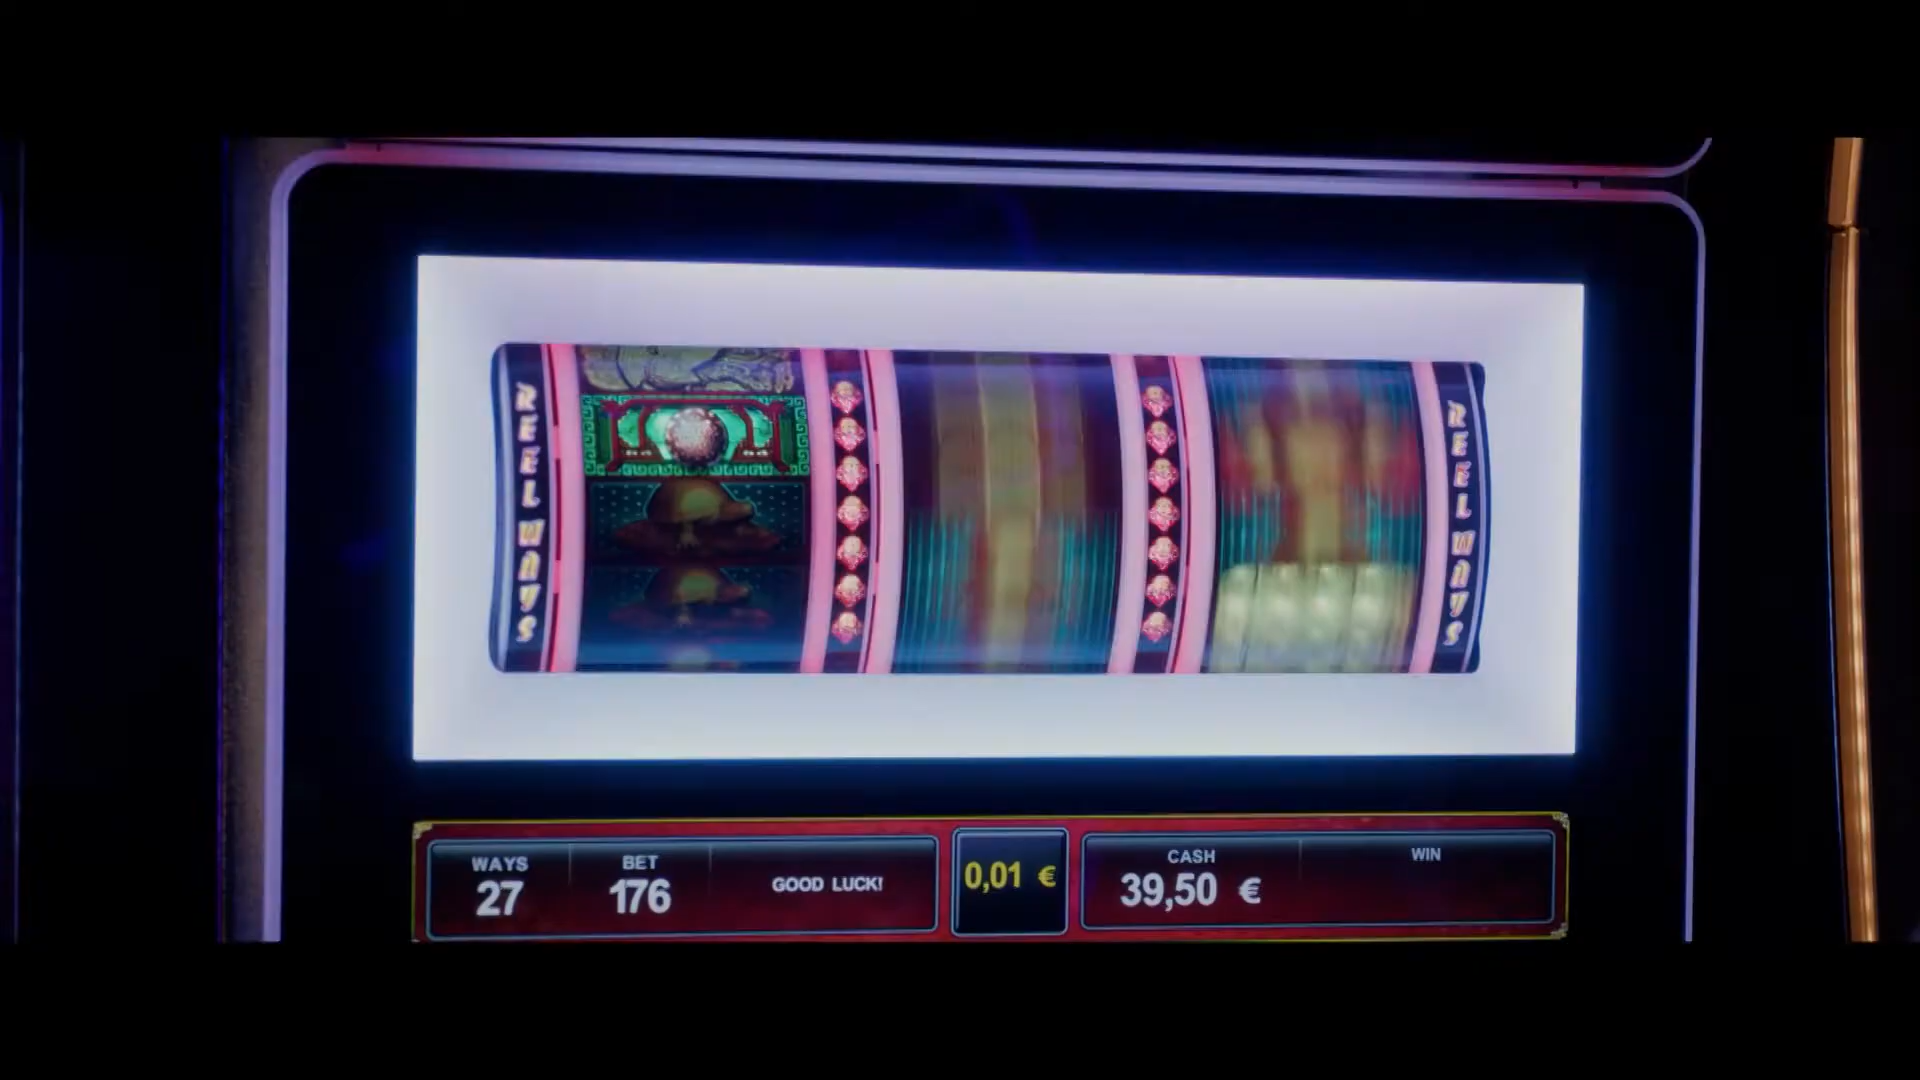 REEL WAYS
REEL WAYS
WAYS
27
BET
176
GOOD LUCK!
0,01 €
CASH
39,50 €
WIN